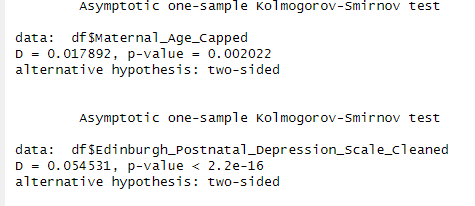 Asymptotic one-sample Kolmogorov-Smirnov test
data:  df$Maternal_Age_Capped
D = 0.017892, p-value = 0.002022
alternative hypothesis: two-sided
Asymptotic one-sample Kolmogorov-Smirnov test
data:  df$Edinburgh_Postnatal_Depression_Scale_Cleaned
D = 0.054531, p-value < 2.2e-16
alternative hypothesis: two-sided